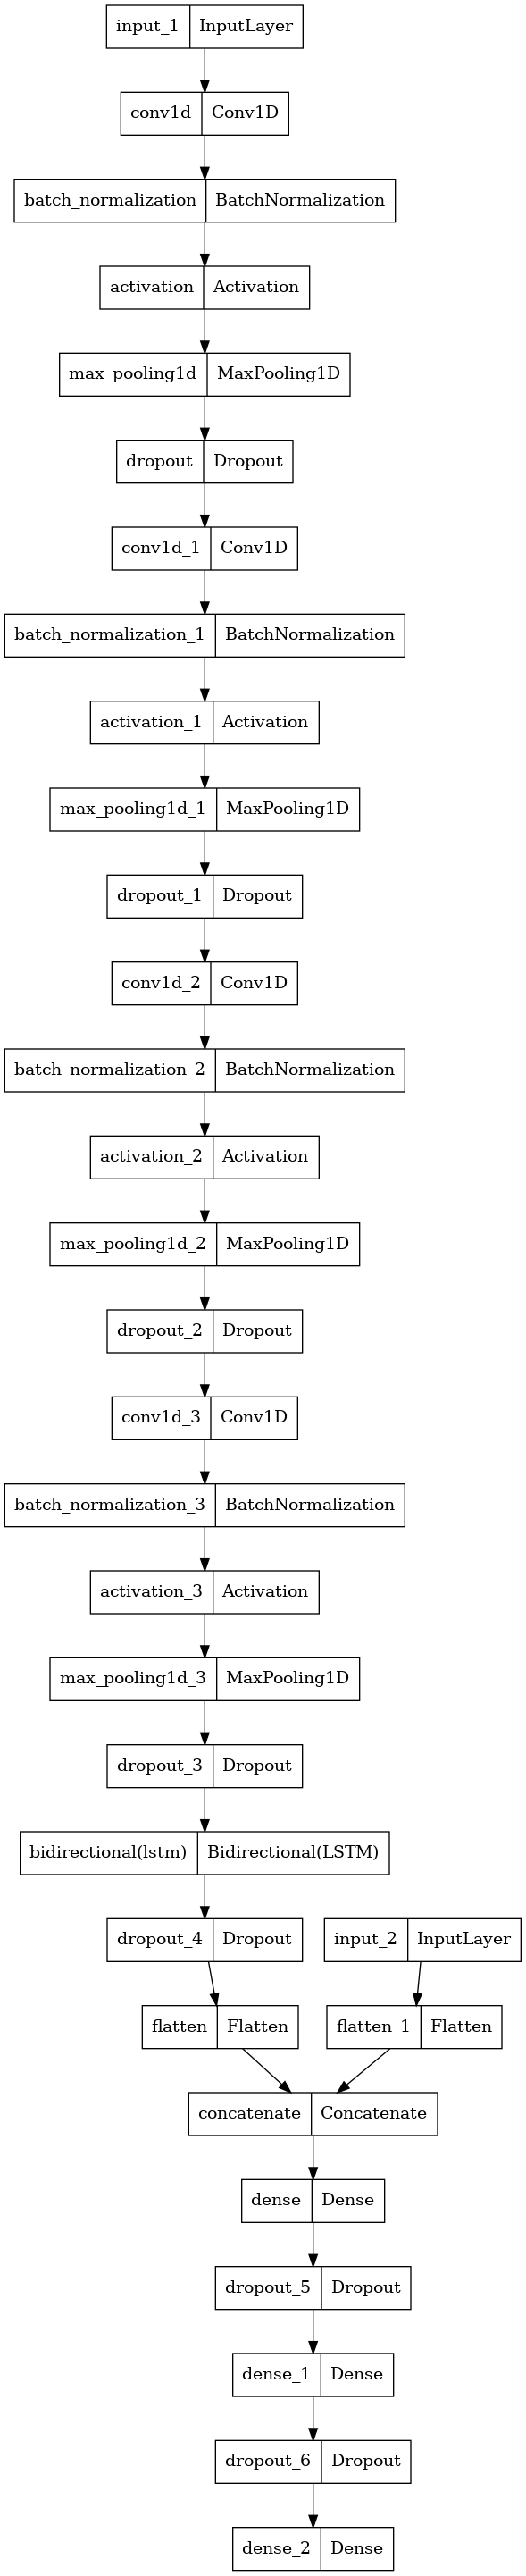 input_1 InputLayer
conv1d Conv1D
batch_normalization BatchNormalization
activation Activation
max_pooling1d MaxPooling1D
dropout Dropout
conv1d_1 Conv1D
batch_normalization_1 BatchNormalization
activation_1 Activation
max_pooling1d_1 MaxPooling1D
dropout_1 Dropout
conv1d_2 Conv1D
batch_normalization_2 BatchNormalization
activation_2 Activation
max_pooling1d_2 MaxPooling1D
dropout_2 Dropout
conv1d_3 Conv1D
batch_normalization_3 BatchNormalization
activation_3 Activation
max_pooling1d_3 MaxPooling1D
dropout_3 Dropout
bidirectional(lstm) Bidirectional(LSTM)
dropout_4 Dropout input_2 InputLayer
flatten Flatten flatten_1 Flatten
concatenate Concatenate
dense Dense
dropout_5 Dropout
dense_1 Dense
dropout_6 Dropout
dense_2 Dense